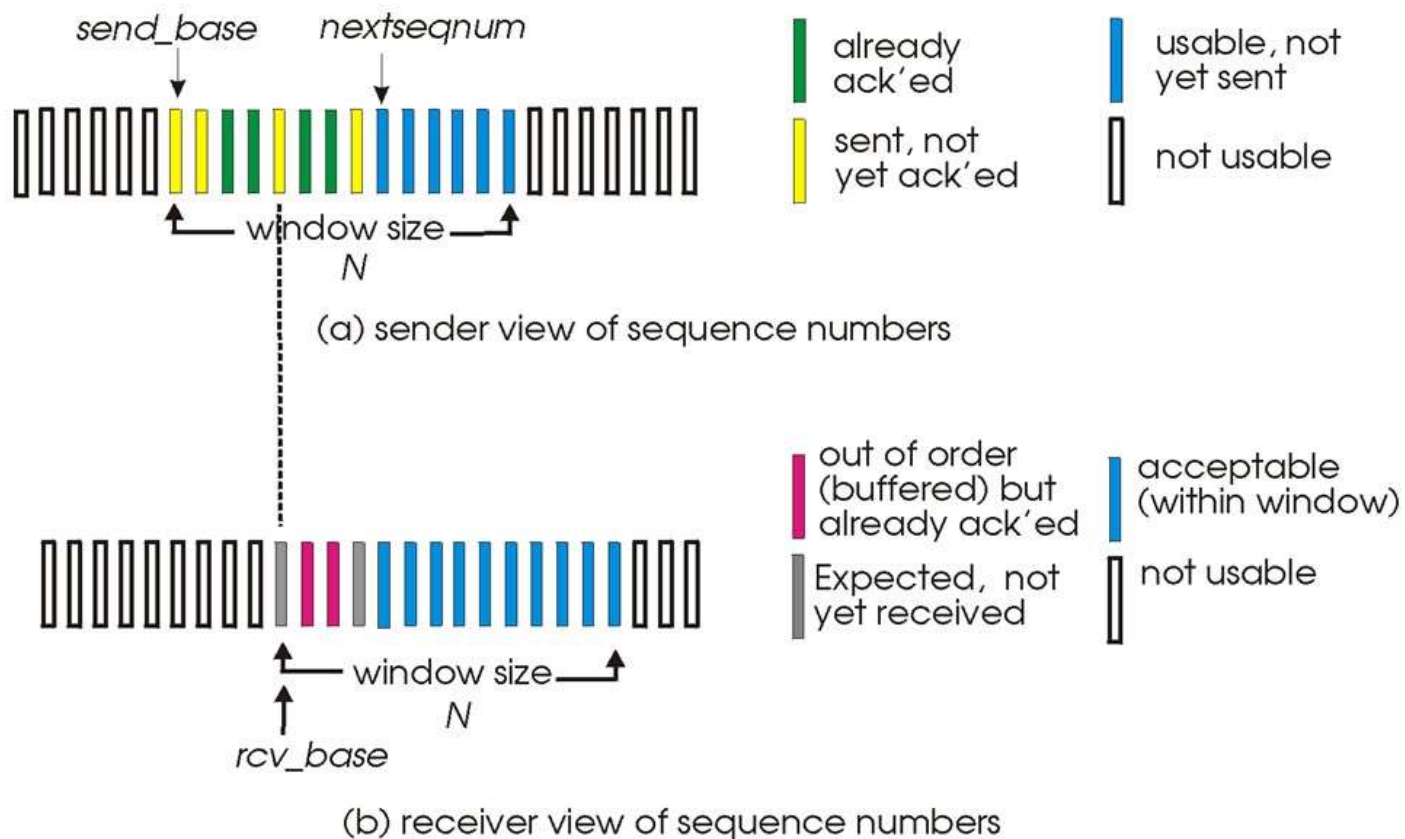 send_base
nextseqnum
already
ack'ed
usable, not
yet sent
sent, not
yet ack'ed
not usable
window size
N
(a) sender view of sequence numbers
out of order
(buffered) but
already ack'ed
acceptable
(within window)
Expected, not
yet received
not usable
window size
N
rcv_base
(b) receiver view of sequence numbers